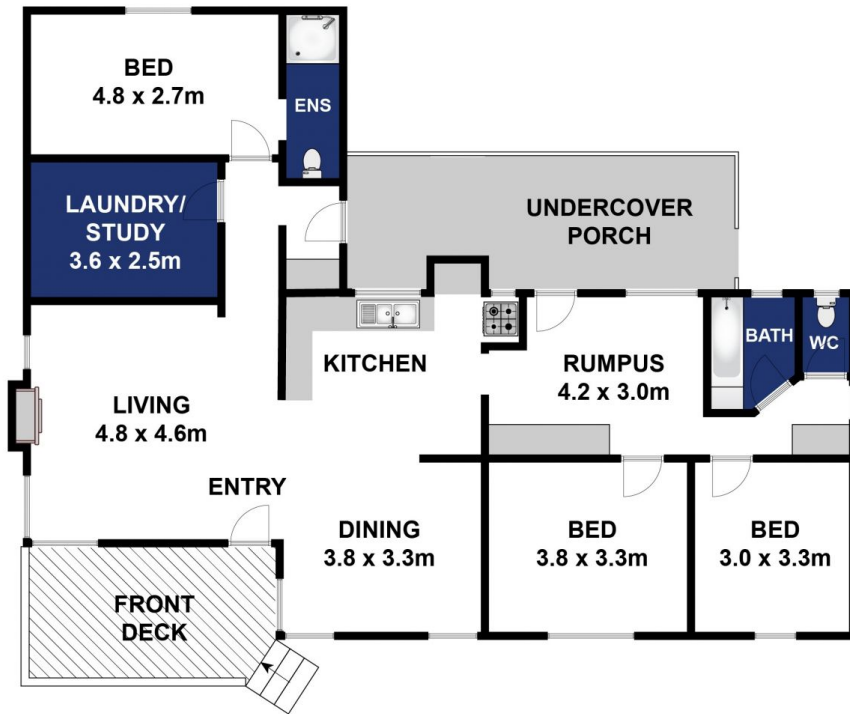 BED
4.8 x 2.7m
ENS
LAUNDRY/
STUDY
3.6 x 2.5m
UNDERCOVER
PORCH
KITCHEN
RUMPUS
4.2 x 3.0m
BATH
WC
LIVING
4.8 x 4.6m
ENTRY
DINING
3.8 x 3.3m
BED
3.8 x 3.3m
BED
3.0 x 3.3m
FRONT
DECK